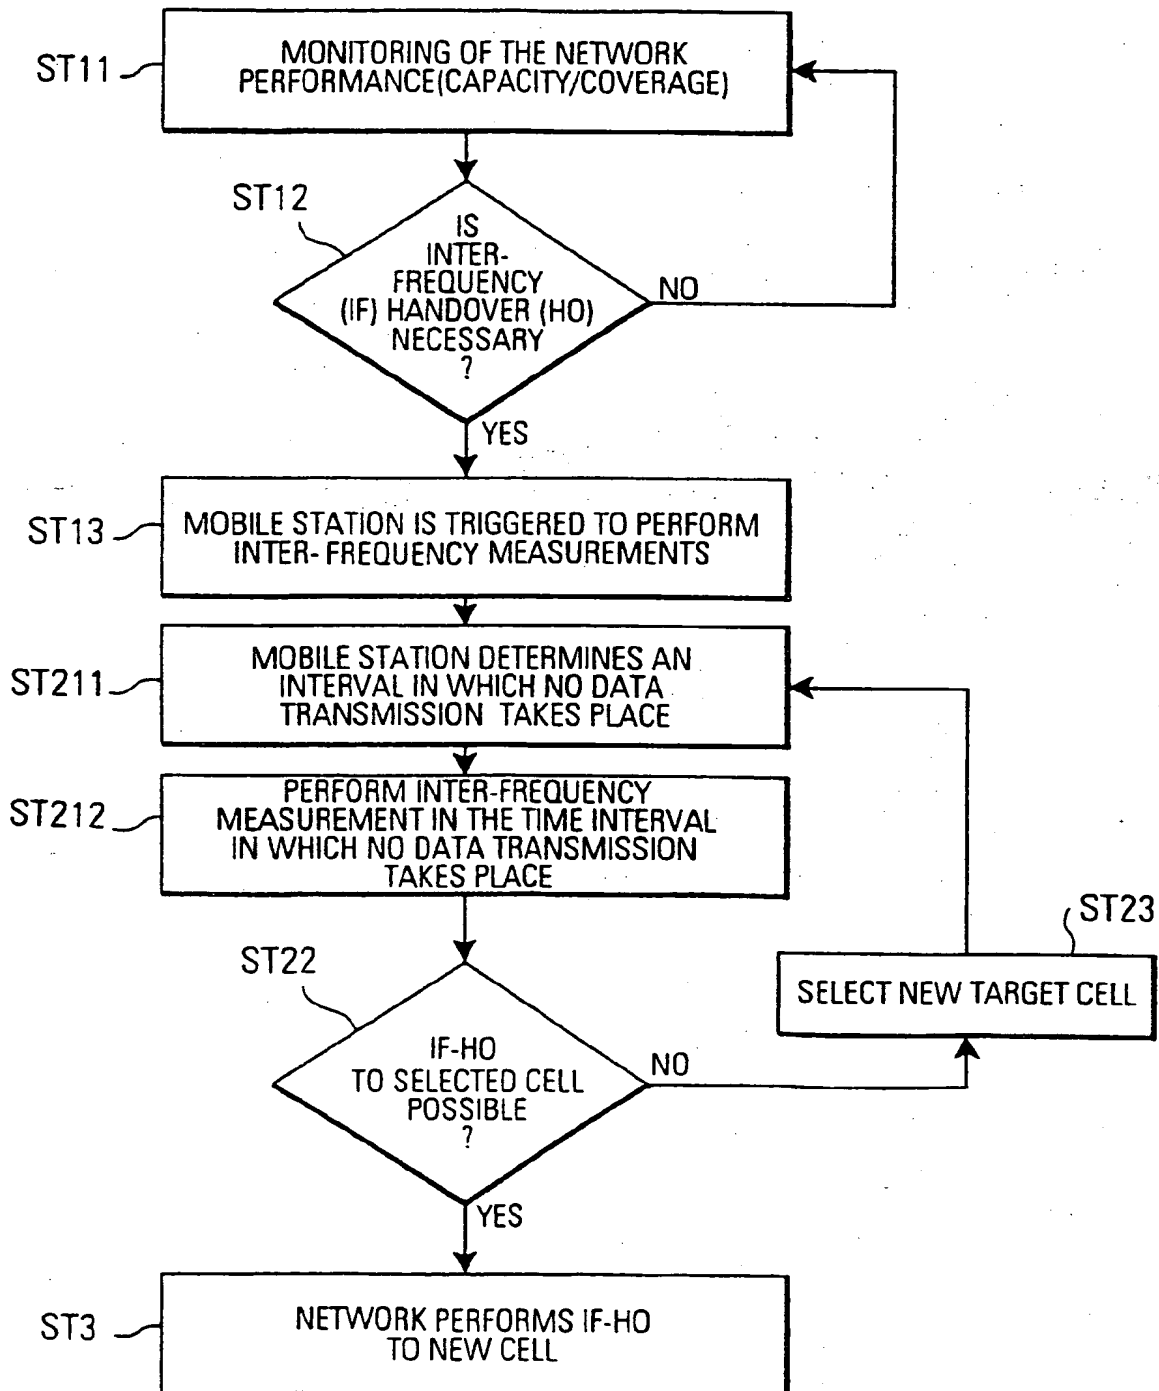 ST11
MONITORING OF THE NETWORK
PERFORMANCE(CAPACITY/COVERAGE)
ST12
IS
INTER-
FREQUENCY
(IF) HANDOVER (HO)
NECESSARY
?
NO
YES
ST13
MOBILE STATION IS TRIGGERED TO PERFORM
INTER-FREQUENCY MEASUREMENTS
ST211
MOBILE STATION DETERMINES AN
INTERVAL IN WHICH NO DATA
TRANSMISSION TAKES PLACE
ST212
PERFORM INTER-FREQUENCY
MEASUREMENT IN THE TIME INTERVAL
IN WHICH NO DATA TRANSMISSION
TAKES PLACE
ST23
SELECT NEW TARGET CELL
ST22
IF-HO
TO SELECTED CELL
POSSIBLE
?
NO
YES
ST3
NETWORK PERFORMS IF-HO
TO NEW CELL